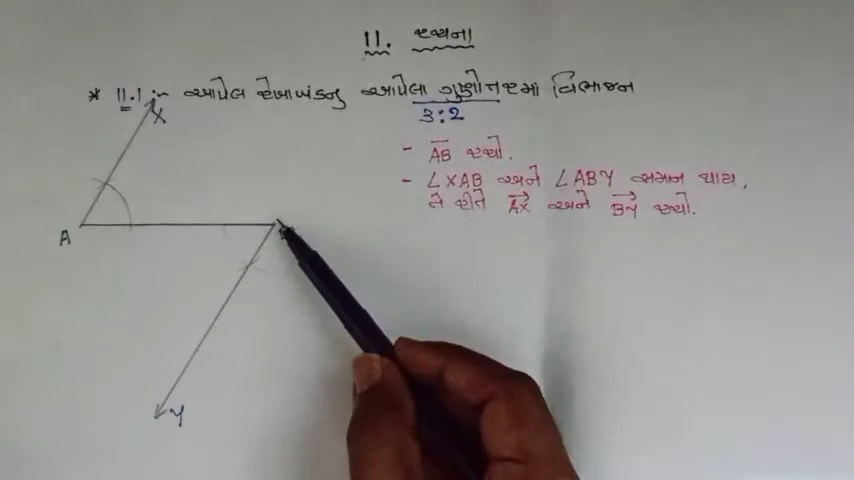 11. રચના
* 11.1 :- આપેલ રેખાખંડનું આપેલા ગુણોત્તરમાં વિભાજન
3:2
- AB રચો.
- ∠XAB અને ∠ABY સમાન થાય,
તે રીતે AX અને BY રચો.
X
A
Y